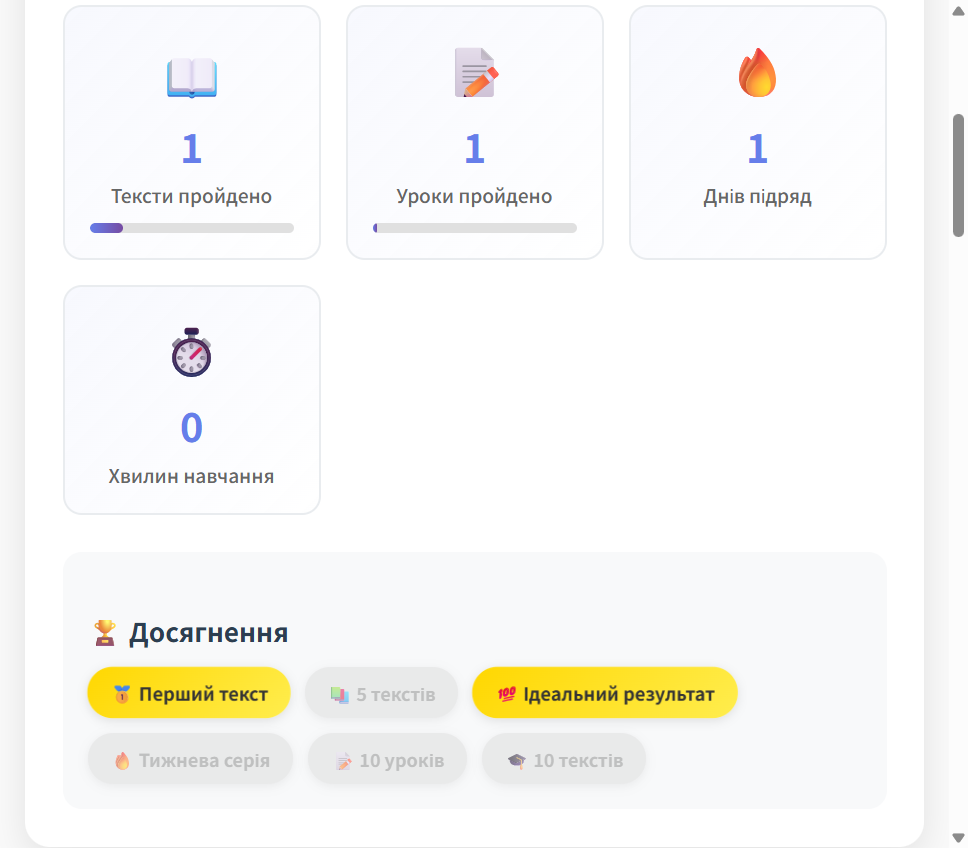 1
Тексти пройдено
1
Уроки пройдено
1
Днів підряд
0
Хвилин навчання
🏆 Досягнення
🥇 Перший текст
5 текстів
💯 Ідеальний результат
🔥 Тижнева серія
📝 10 уроків
🎓 10 текстів